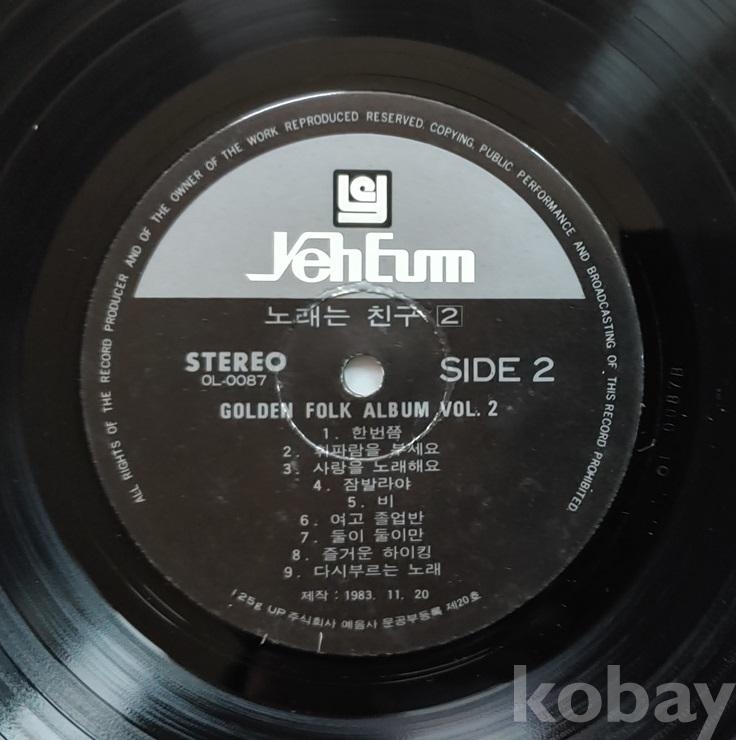 ALL RIGHTS OF THE RECORD PRODUCER AND OF THE OWNER OF THE WORK REPRODUCED RESERVED. COPYING, PUBLIC PERFORMANCE AND BROADCASTING OF THIS RECORD PROHIBITED
YehEum
노래는 친구 2
STEREO
OL-0087
SIDE 2
GOLDEN FOLK ALBUM VOL. 2
1. 한번쯤
2. 휘파람을 부세요
3. 사랑을 노래해요
4. 잠발라야
5. 비
6. 여고 졸업반
7. 둘이 둘이만
8. 즐거운 하이킹
9. 다시부르는 노래
제작 : 1983. 11. 20
125g UP 주식회사 예음사 문공부등록 제20호
kobay